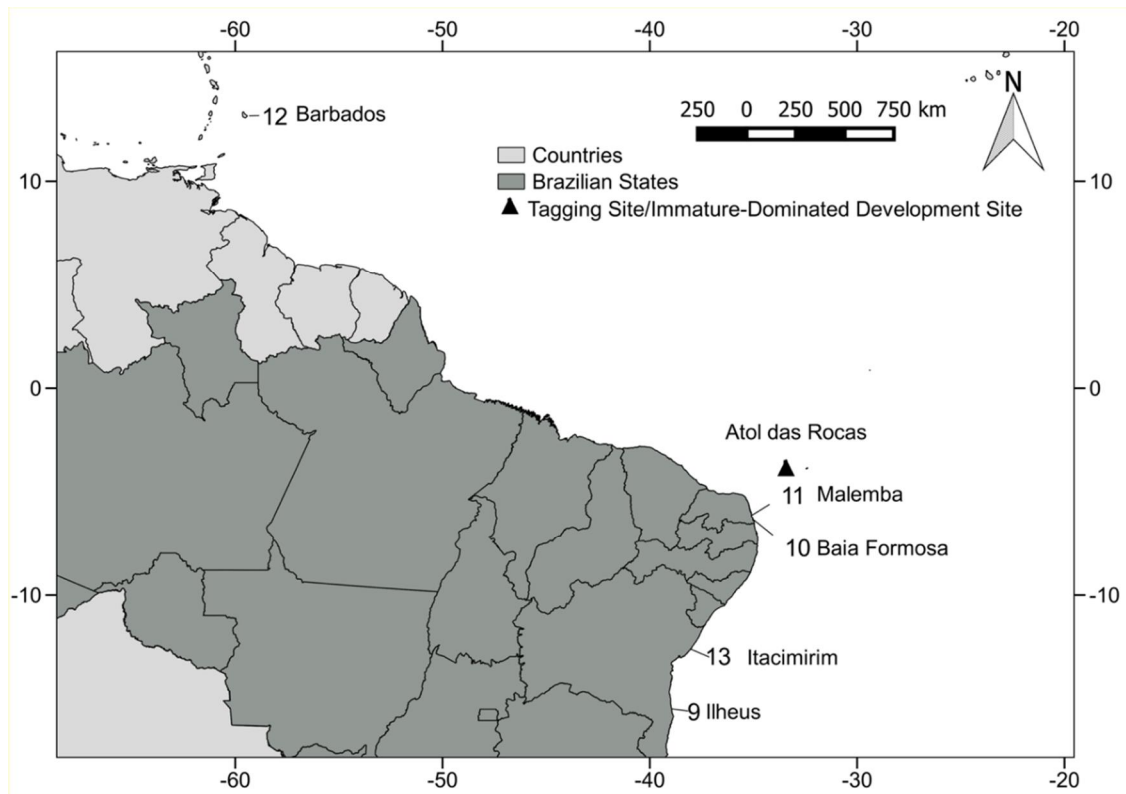 -60 -50 -40 -30 -20
N
12 Barbados
250 0 250 500 750 km
Countries
10 10
Brazilian States
Tagging Site/Immature-Dominated Development Site
0 0
Atol das Rocas
11 Malemba
10 Baia Formosa
-10 -10
13 Itacimirim
9 Ilheus
-60 -50 -40 -30 -20